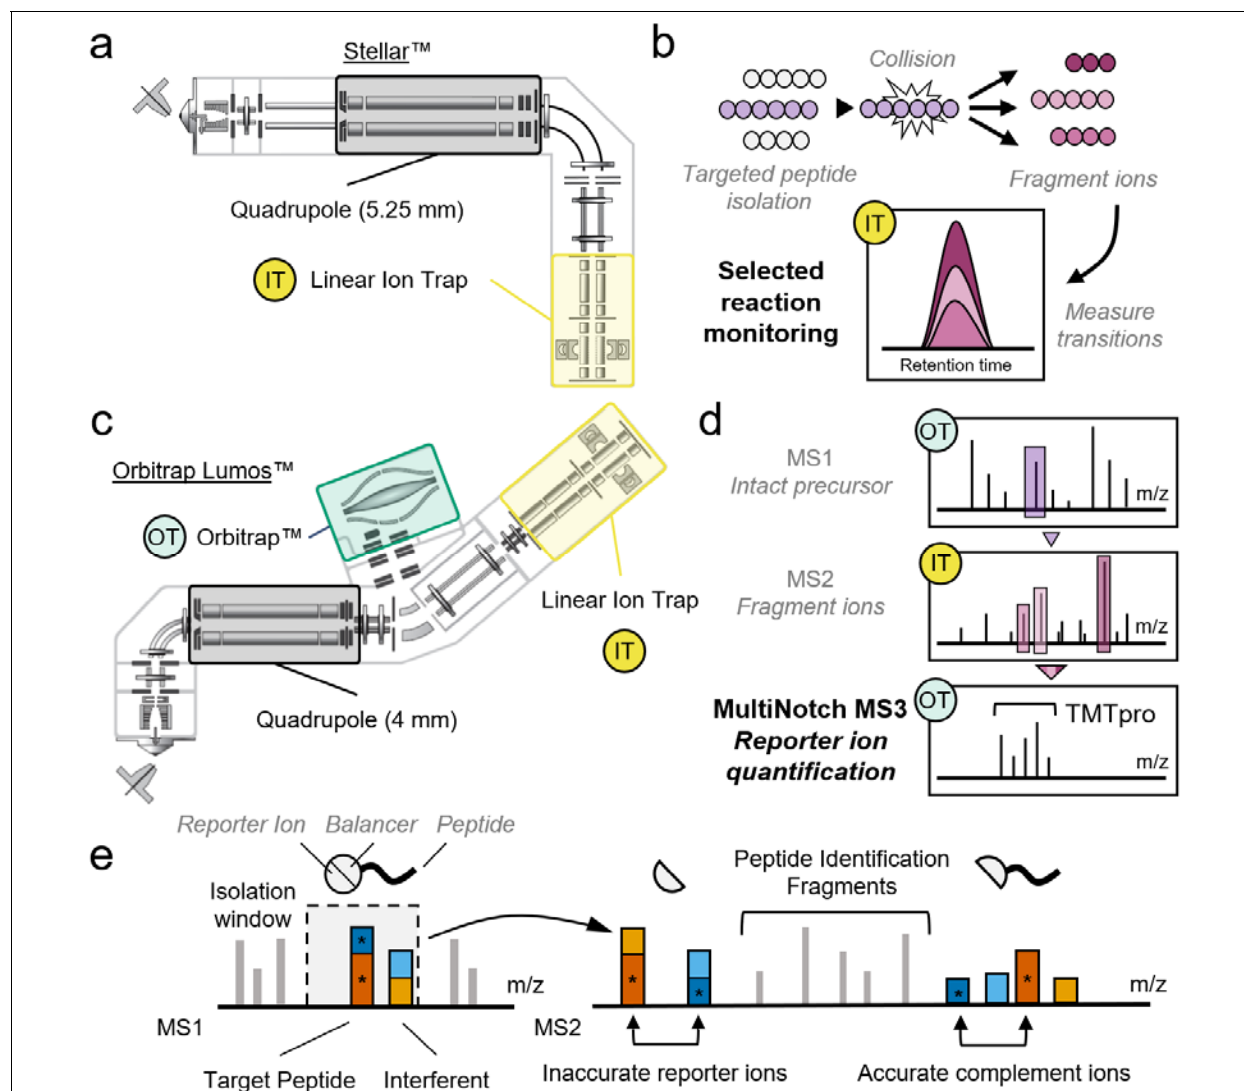 a
Stellar™
Quadrupole (5.25 mm)
IT Linear Ion Trap
b
Collision
Targeted peptide
isolation
Fragment ions
IT
Selected
reaction
monitoring
Retention time
Measure
transitions
c
Orbitrap Lumos™
OT Orbitrap™
Linear Ion Trap
IT
Quadrupole (4 mm)
d
OT
MS1
Intact precursor
m/z
IT
MS2
Fragment ions
m/z
OT
MultiNotch MS3
Reporter ion
quantification
TMTpro
m/z
e
Reporter Ion Balancer Peptide
Isolation
window
m/z
MS1
Target Peptide
Interferent
* *
Peptide Identification
Fragments
* * * *
m/z
MS2
Inaccurate reporter ions
Accurate complement ions